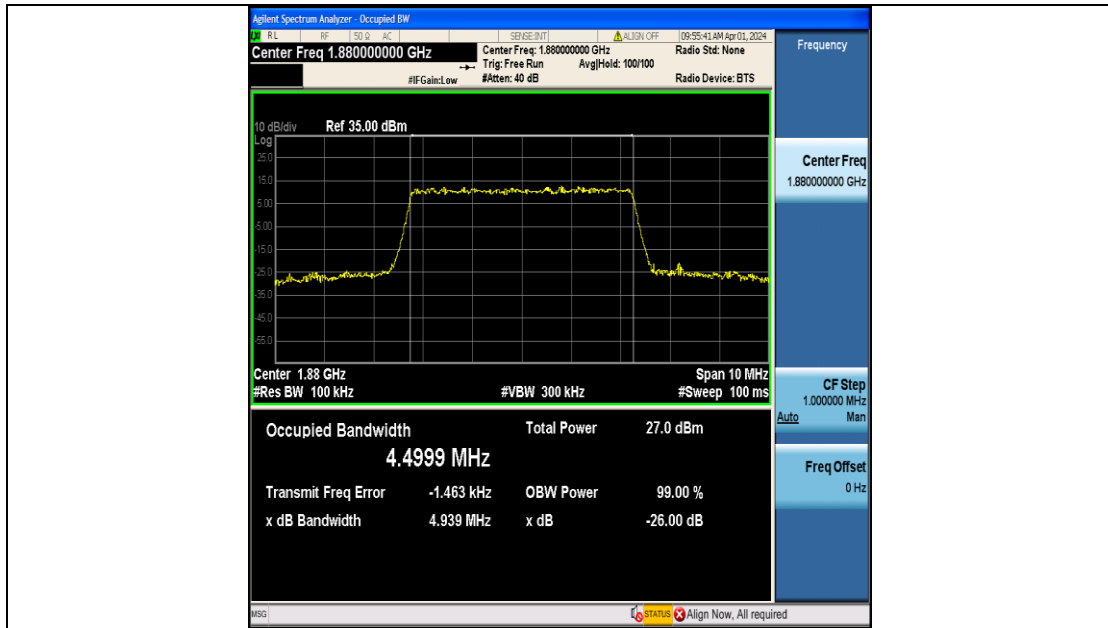 Agilent Spectrum Analyzer - Occupied BW
RL RF 50 Ω AC SENSE:INT ALIGN OFF 09:55:41 AM Apr 01, 2024
Center Freq 1.880000000 GHz
Center Freq: 1.880000000 GHz Radio Std: None
Trig: Free Run Avg|Hold: 100/100
#IFGain:Low #Atten: 40 dB Radio Device: BTS
10 dB/div Ref 35.00 dBm
Log
25.0
15.0
5.00
-5.00
-15.0
-25.0
-35.0
-45.0
-55.0
Center 1.88 GHz Span 10 MHz
#Res BW 100 kHz #VBW 300 kHz #Sweep 100 ms
Occupied Bandwidth Total Power 27.0 dBm
4.4999 MHz
Transmit Freq Error -1.463 kHz OBW Power 99.00 %
x dB Bandwidth 4.939 MHz x dB -26.00 dB
Frequency
Center Freq
1.880000000 GHz
CF Step
1.000000 MHz
Auto Man
Freq Offset
0 Hz
MSG STATUS Align Now, All required